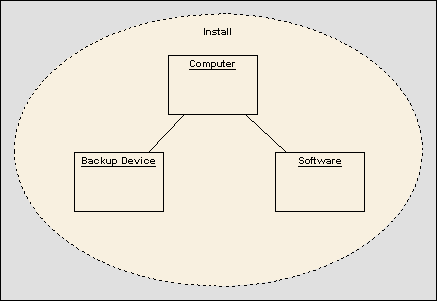 Install
Computer
Backup Device
Software